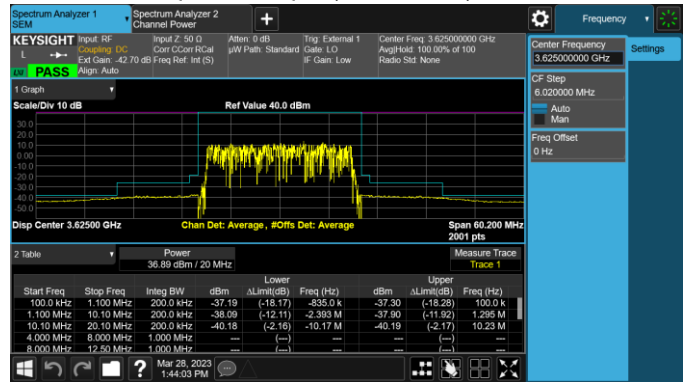 Spectrum Analyzer 1
SEM
Spectrum Analyzer 2
Channel Power
Frequency
KEYSIGHT
L
PASS
Input: RF
Coupling: DC
Ext Gain: -42.70 dB
Align: Auto
Input Z: 50 Ω
Corr CCorr RCal
Freq Ref: Int (S)
Atten: 0 dB
µW Path: Standard
Trig: External 1
Gate: LO
IF Gain: Low
Center Freq: 3.625000000 GHz
Avg|Hold: 100.00% of 100
Radio Std: None
Center Frequency
3.625000000 GHz
Settings
CF Step
6.020000 MHz
Auto
Man
Freq Offset
0 Hz
1 Graph
Scale/Div 10 dB
Ref Value 40.0 dBm
30.0
20.0
10.0
0.00
-10.0
-20.0
-30.0
-40.0
-50.0
Disp Center 3.62500 GHz
Chan Det: Average, #Offs Det: Average
Span 60.200 MHz
2001 pts
2 Table
Power
36.89 dBm / 20 MHz
Measure Trace
Trace 1
Lower Upper
Start Freq Stop Freq Integ BW dBm ΔLimit(dB) Freq (Hz) dBm ΔLimit(dB) Freq (Hz)
100.0 kHz 1.100 MHz 200.0 kHz -37.19 (-18.17) -835.0 k -37.30 (-18.28) 100.0 k
1.100 MHz 10.10 MHz 200.0 kHz -38.09 (-12.11) -2.393 M -37.90 (-11.92) 1.295 M
10.10 MHz 20.10 MHz 200.0 kHz -40.18 (-2.16) -10.17 M -40.19 (-2.17) 10.23 M
4.000 MHz 8.000 MHz 1.000 MHz --- (---) --- (---)
8.000 MHz 12.50 MHz 1.000 MHz --- (---) --- (---)
?
Mar 28, 2023
1:44:03 PM